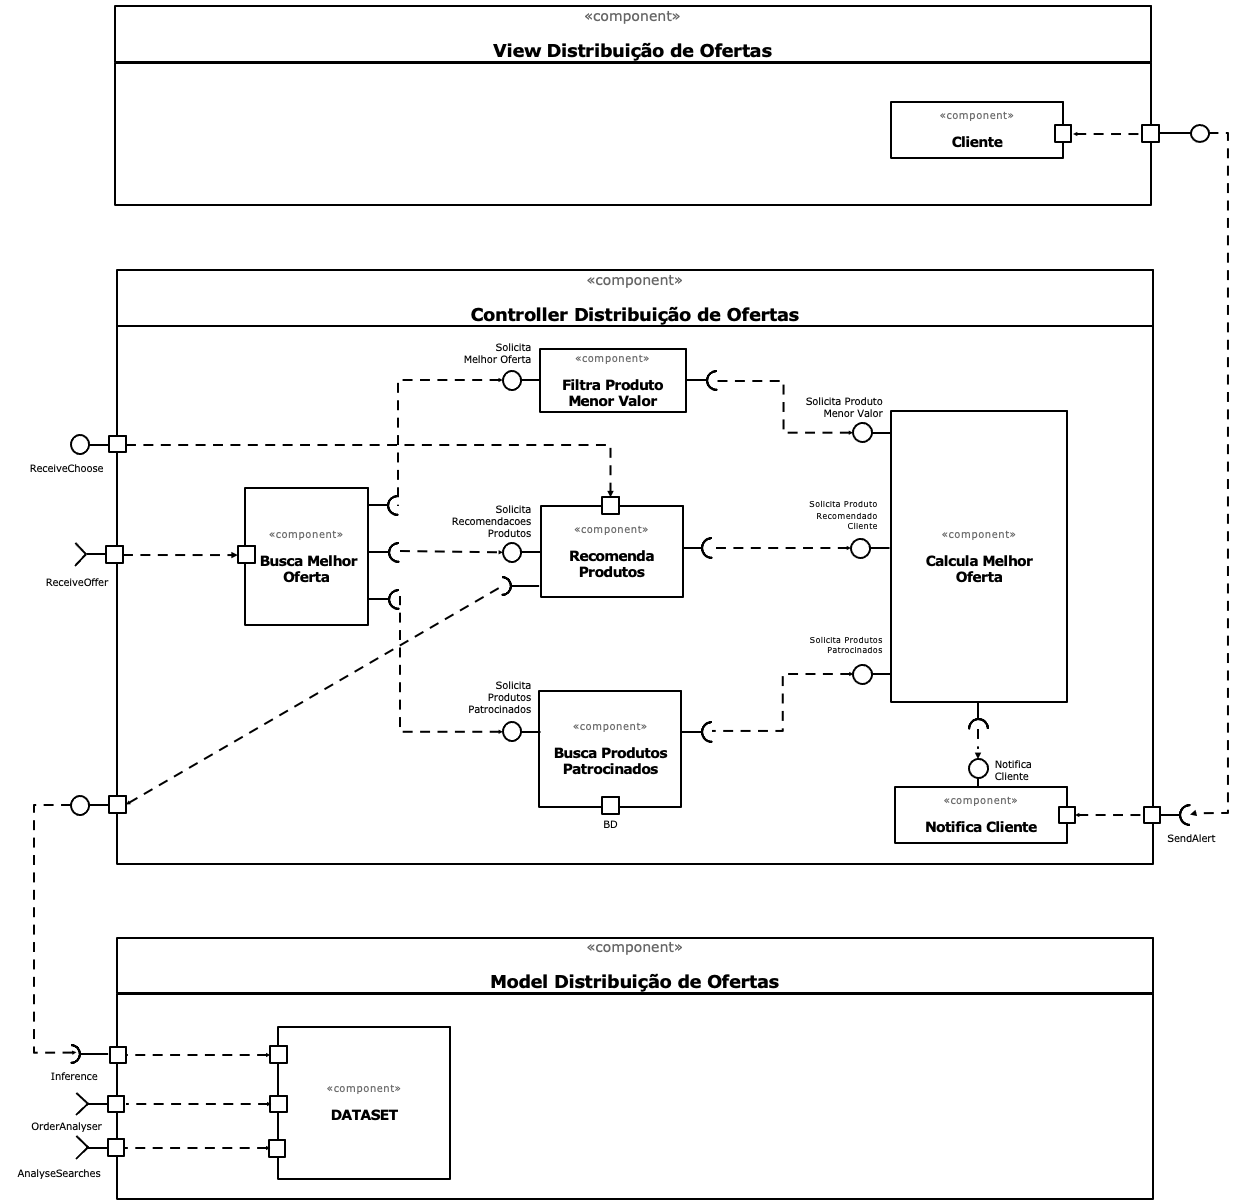 «component»
View Distribuição de Ofertas
«component»
Cliente
«component»
Controller Distribuição de Ofertas
Solicita
Melhor Oferta
«component»
Filtra Produto
Menor Valor
Solicita Produto
Menor Valor
ReceiveChoose
ReceiveOffer
«component»
Busca Melhor
Oferta
Solicita
Recomendacoes
Produtos
«component»
Recomenda
Produtos
Solicita Produto
Recomendado
Cliente
«component»
Calcula Melhor
Oferta
Solicita Produtos
Patrocinados
Solicita
Produtos
Patrocinados
«component»
Busca Produtos
Patrocinados
BD
Notifica
Cliente
«component»
Notifica Cliente
SendAlert
«component»
Model Distribuição de Ofertas
Inference
OrderAnalyser
AnalyseSearches
«component»
DATASET